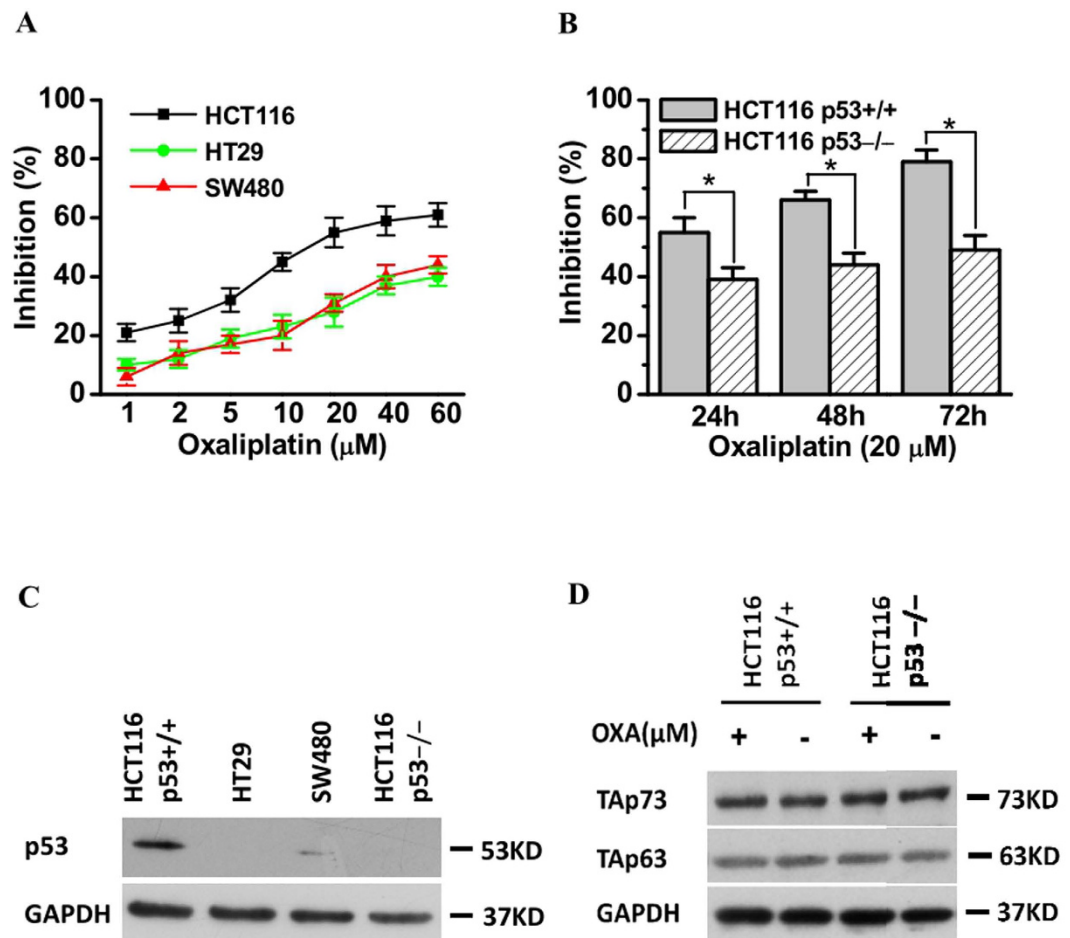 A
Inhibition (%)
100
80
60
40
20
0
HCT116
HT29
SW480
1 2 5 10 20 40 60
Oxaliplatin (μM)
B
Inhibition (%)
100
80
60
40
20
0
HCT116 p53+/+
HCT116 p53–/–
* * *
24h 48h 72h
Oxaliplatin (20 μM)
C
HCT116
p53+/+
HT29
SW480
HCT116
p53–/–
p53
53KD
GAPDH
37KD
D
HCT116
p53+/+
HCT116
p53 –/–
OXA(μM) + - + -
TAp73
73KD
TAp63
63KD
GAPDH
37KD